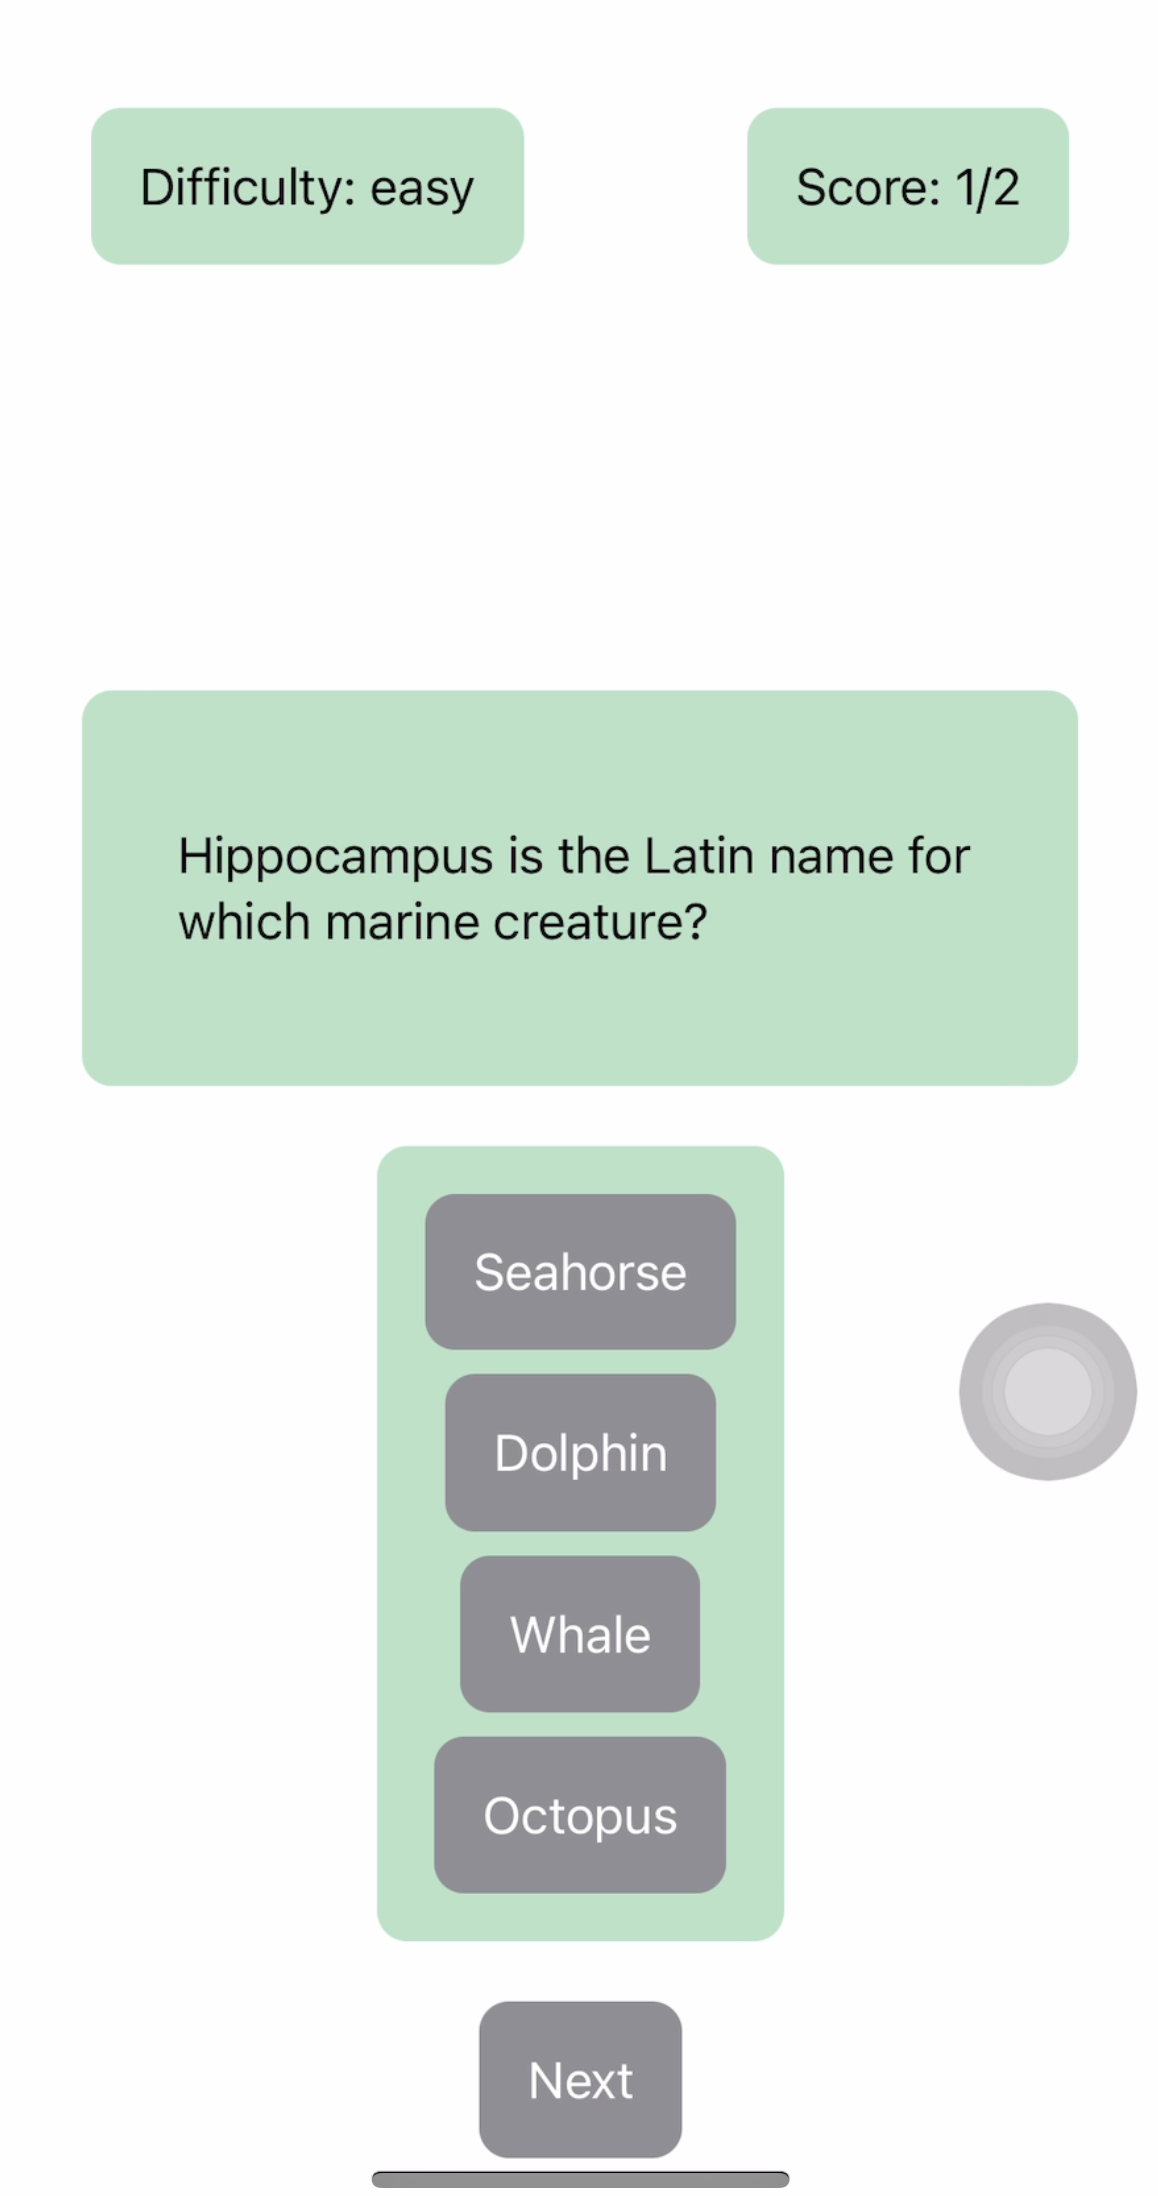 Difficulty: easy
Score: 1/2
Hippocampus is the Latin name for
which marine creature?
Seahorse
Dolphin
Whale
Octopus
Next